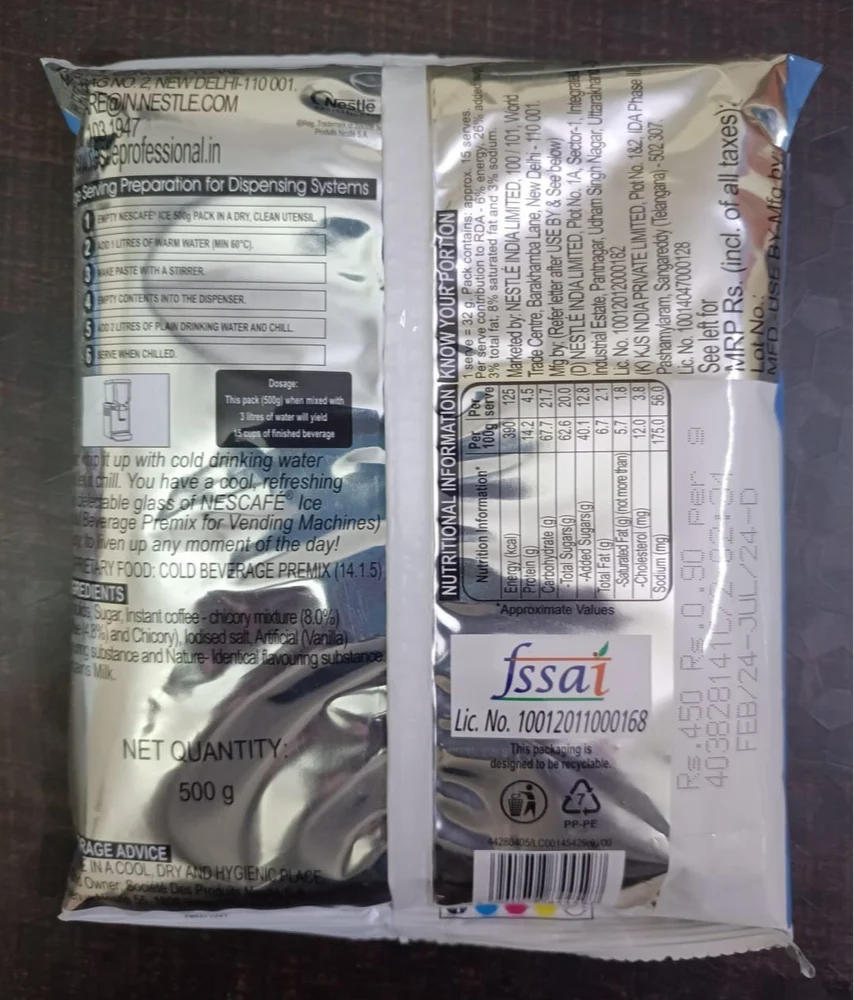 NO. 2, NEW DELHI-110 001.
RE@IN.NESTLE.COM
103 1947
professional.in
Nestlé
Serving Preparation for Dispensing Systems
1 EMPTY NESCAFÉ ICE 500g PACK IN A DRY, CLEAN UTENSIL.
2 ADD 1 LITRES OF WARM WATER (MIN 60°C).
3 MAKE PASTE WITH A STIRRER.
4 EMPTY CONTENTS INTO THE DISPENSER.
5 ADD 2 LITRES OF PLAIN DRINKING WATER AND CHILL.
6 SERVE WHEN CHILLED.
Dosage:
This pack (500g) when mixed with
3 litres of water will yield
15 cups of finished beverage
it up with cold drinking water
chill. You have a cool, refreshing
glass of NESCAFÉ® Ice
Beverage Premix for Vending Machines)
liven up any moment of the day!
FOOD: COLD BEVERAGE PREMIX (14.1.5)
REDIENTS
Sugar, Instant coffee - chicory mixture (8.0%)
and Chicory), Iodised salt, Artificial (Vanilla)
substance and Nature- Identical flavouring substance
Milk.
NET QUANTITY:
500 g
RAGE ADVICE
IN A COOL, DRY AND HYGIENIC PLACE
Owner: Société Des Produits
NUTRITIONAL INFORMATION KNOW YOUR PORTION
Nutrition Information* Per 100g Per serve
Energy (kcal) 390 125
Protein (g) 14.2 4.5
Carbohydrate (g) 67.7 21.7
-Total Sugars(g) 62.6 20.0
-Added Sugars(g) 40.1 12.8
Total Fat (g) 6.7 2.1
-Saturated Fat (g) (not more than) 5.7 1.8
-Cholesterol (mg) 12.0 3.8
Sodium (mg) 175.0 56.0
*Approximate Values
1 serve = 32 g. Pack contains: approx. 15 serves
Per serve contribution to RDA - 6% energy, 26% added
3% total fat, 8% saturated fat and 3% sodium.
Marketed by: NESTLÉ INDIA LIMITED, 100 / 101, World
Trade Centre, Barakhamba Lane, New Delhi - 110 001.
Mfg by.: (Refer letter after USE BY & See below)
(D) NESTLÉ INDIA LIMITED, Plot No. 1A, Sector-1, Integrated
Industrial Estate, Pantnagar, Udham Singh Nagar, Uttarakhand
Lic. No. 10012012000182
(K) KJS INDIA PRIVATE LIMITED, Plot No. 1&2, IDA Phase
Pashamylaram, Sangareddy (Telangana) - 502 307.
Lic. No. 10014047000128
See left for
MRP Rs. (incl. of all taxes);
Lot No.:
MFD - USE BY-Mfg by
Rs.450 Rs.0.90 per g
FEB/24-JUL/24-D
fssai
Lic. No. 10012011000168
This packaging is
designed to be recyclable.
7
PP-PE